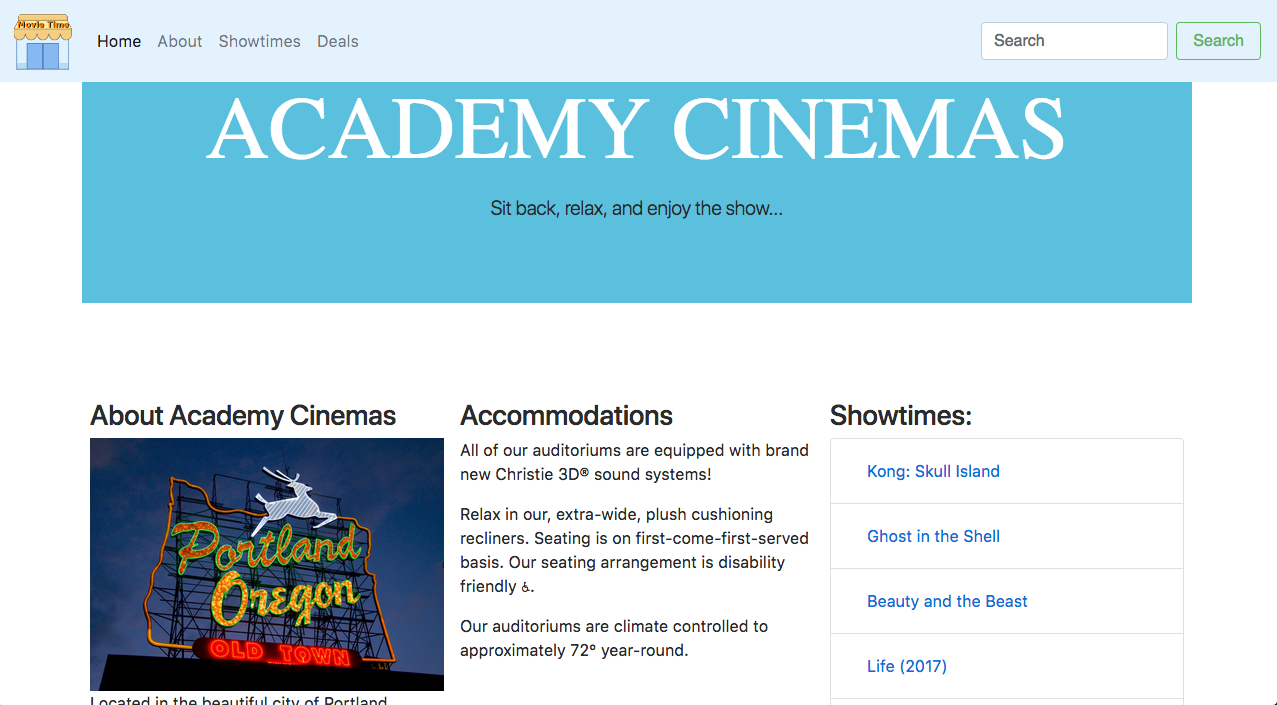 Movie Time
Home About Showtimes Deals
Search Search
ACADEMY CINEMAS
Sit back, relax, and enjoy the show...
About Academy Cinemas
Portland
Oregon
OLD TOWN
Located in the beautiful city of Portland
Accommodations
All of our auditoriums are equipped with brand
new Christie 3D® sound systems!
Relax in our, extra-wide, plush cushioning
recliners. Seating is on first-come-first-served
basis. Our seating arrangement is disability
friendly ♿.
Our auditoriums are climate controlled to
approximately 72° year-round.
Showtimes:
Kong: Skull Island
Ghost in the Shell
Beauty and the Beast
Life (2017)